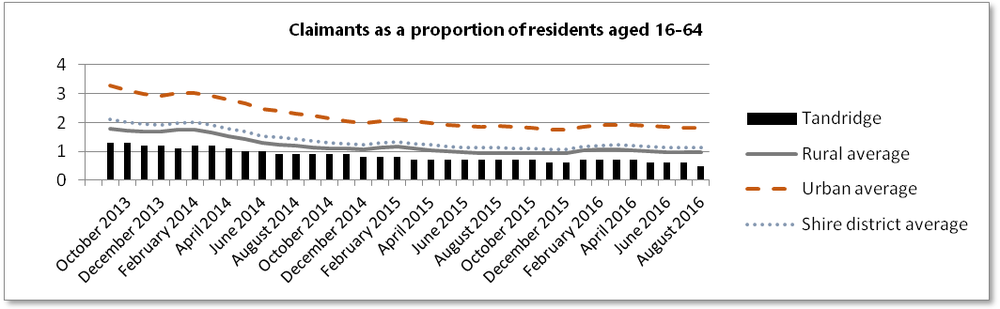 Claimants as a proportion of residents aged 16-64
4
3
2
1
0
October 2013
December 2013
February 2014
April 2014
June 2014
August 2014
October 2014
December 2014
February 2015
April 2015
June 2015
August 2015
October 2015
December 2015
February 2016
April 2016
June 2016
August 2016
Tandridge
Rural average
Urban average
Shire district average